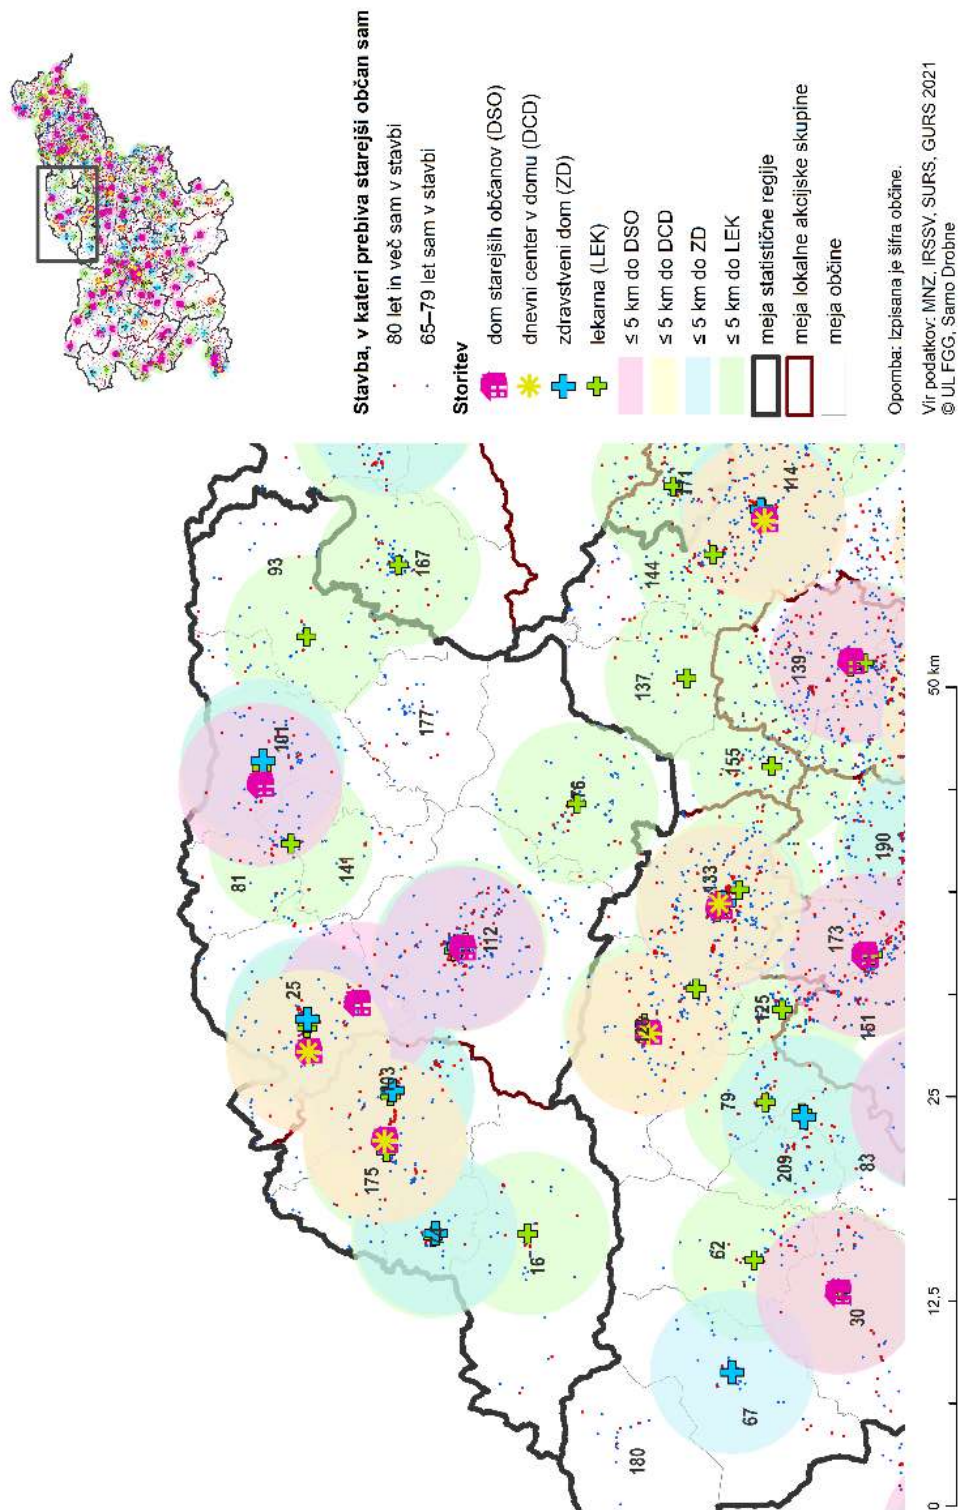 Stavba, v kateri prebiva starejši občan sam
80 let in več sam v stavbi
65–79 let sam v stavbi
Storitev
dom starejših občanov (DSO)
dnevni center v domu (DCD)
zdravstveni dom (ZD)
lekarna (LEK)
≤ 5 km do DSO
≤ 5 km do DCD
≤ 5 km do ZD
≤ 5 km do LEK
meja statistične regije
meja lokalne akcijske skupine
meja občine
Opomba: Izpisana je šifra občine.
Vir podatkov: MNZ, IRSSV, SURS, GURS 2021
© UL FGG, Samo Drobne
93
167
101
81
141
177
25
112
76
103
175
16
180
67
62
30
79
209
83
125
151
173
133
190
155
137
139
144
171
114
0
12,5
25
50 km